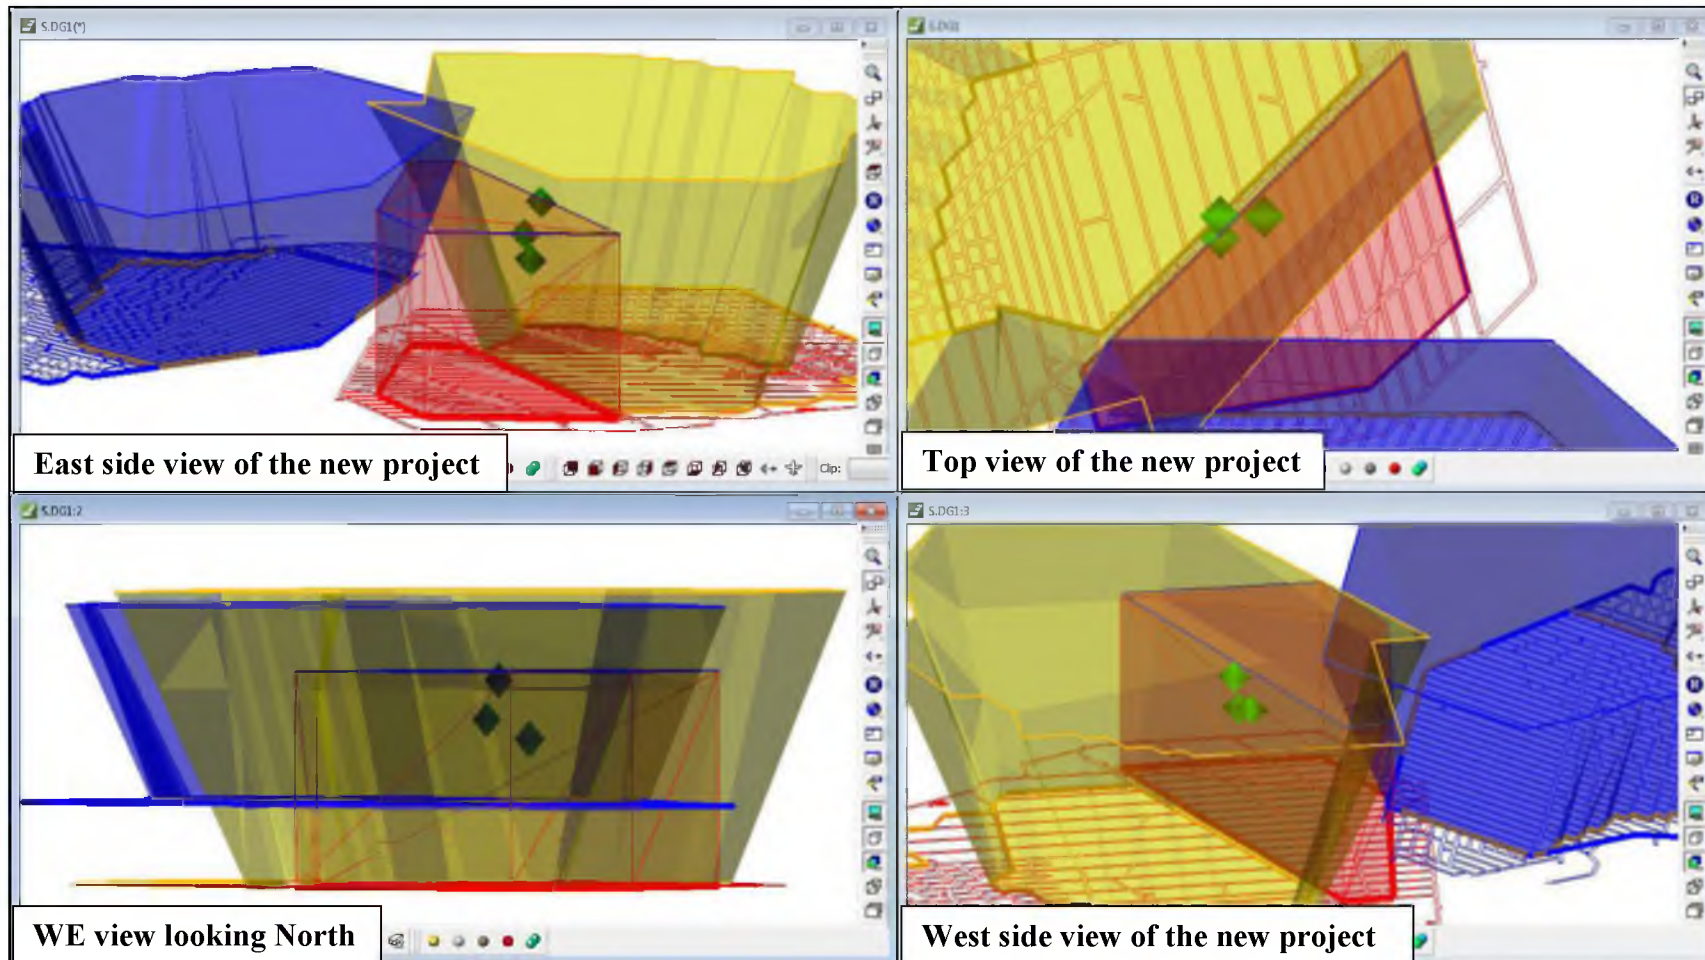 S.DG1(*)
S.DG1
East side view of the new project
Clip:
Top view of the new project
S.DG1:2
S.DG1:3
WE view looking North
West side view of the new project